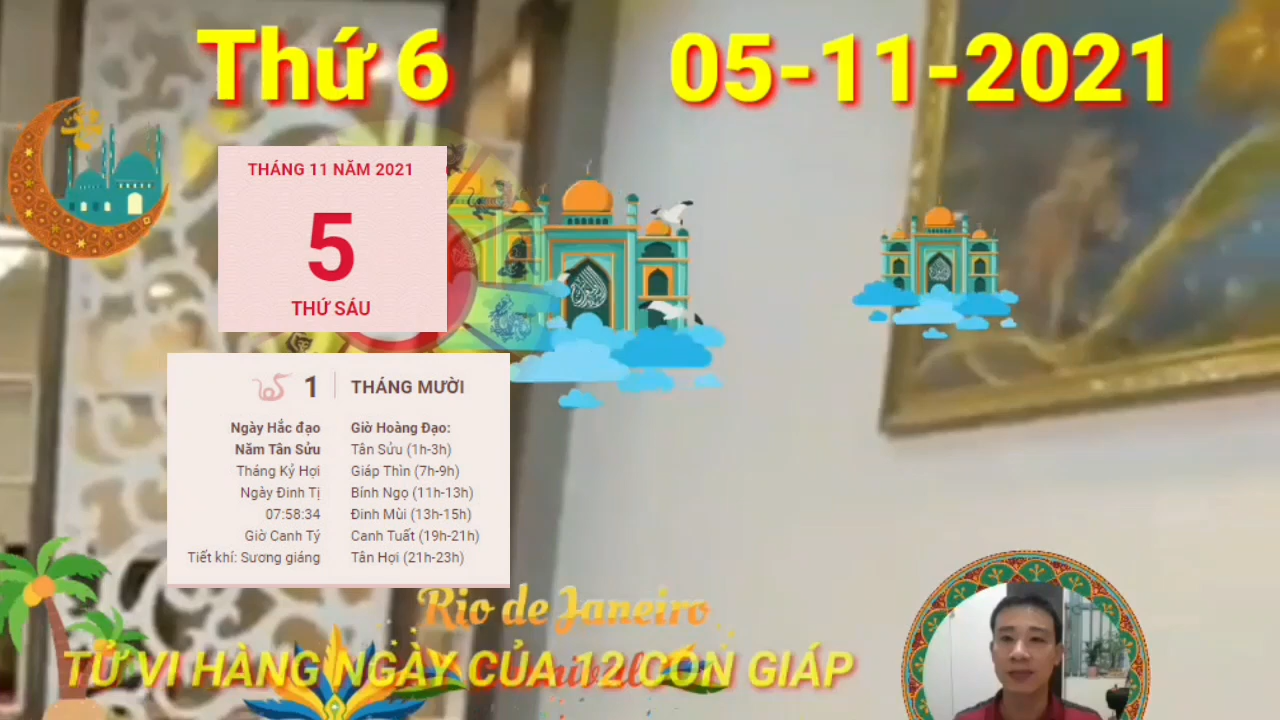 Thứ 6
05-11-2021
THÁNG 11 NĂM 2021
5
THỨ SÁU
1 THÁNG MƯỜI
Ngày Hắc đạo
Năm Tân Sửu
Tháng Kỷ Hợi
Ngày Đinh Tị
07:58:34
Giờ Canh Tý
Tiết khí: Sương giáng
Giờ Hoàng Đạo:
Tân Sửu (1h-3h)
Giáp Thìn (7h-9h)
Bính Ngọ (11h-13h)
Đinh Mùi (13h-15h)
Canh Tuất (19h-21h)
Tân Hợi (21h-23h)
Rio de Janeiro
Carnival
TỬ VI HÀNG NGÀY CỦA 12 CON GIÁP